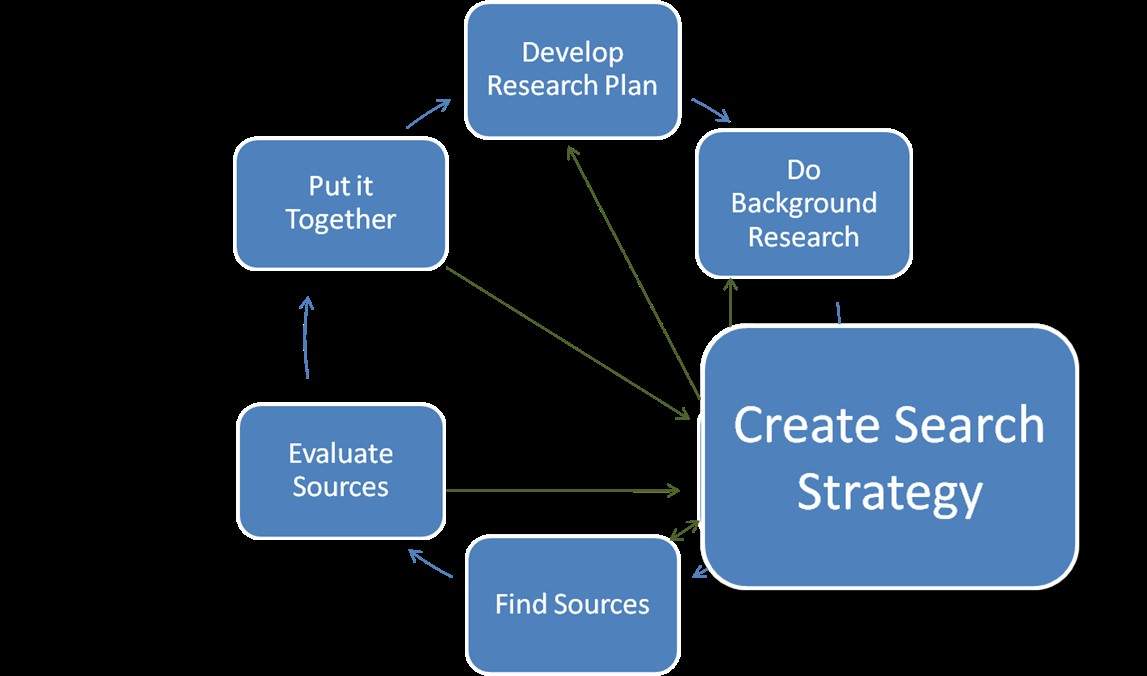 Develop
Research Plan
Do
Background
Research
Create Search
Strategy
Find Sources
Evaluate
Sources
Put it
Together